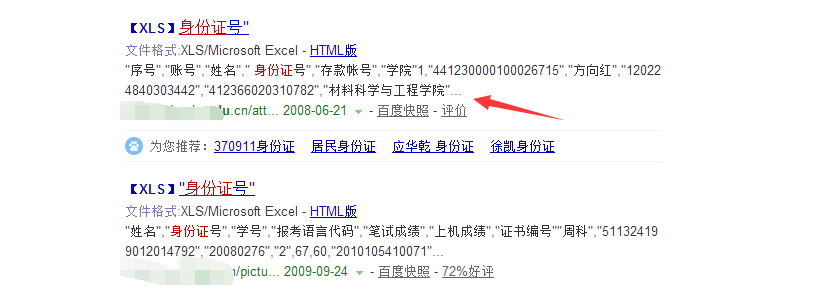 【XLS】身份证号"
文件格式:XLS/Microsoft Excel - HTML版
"序号","账号","姓名"," 身份证号","存款帐号","学院"1,"441230000100026715","方向红","12022
4840303442","412366020310782","材料科学与工程学院"...
du.cn/att... 2008-06-21 - 百度快照 - 评价
为您推荐: 370911身份证 居民身份证 应华乾 身份证 徐凯身份证
【XLS】"身份证号"
文件格式:XLS/Microsoft Excel - HTML版
"姓名","身份证号","学号","报考语言代码","笔试成绩","上机成绩","证书编号""周科","51132419
9012014792","20080276","2",67,60,"2010105410071"...
n/pictu... 2009-09-24 - 百度快照 - 72%好评